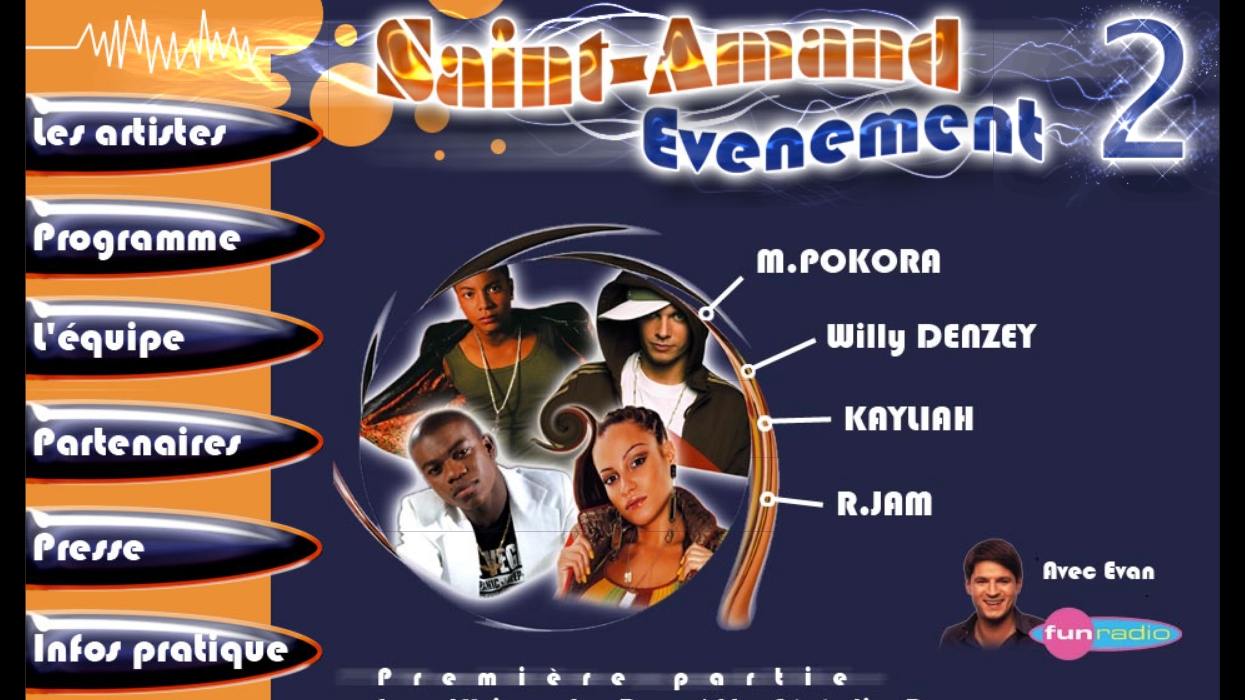 Saint-Amand
Evenement 2
Les artistes
Programme
L'équipe
Partenaires
Presse
Infos pratique
M.POKORA
Willy DENZEY
KAYLIAH
R.JAM
Avec Evan
funradio
Première partie